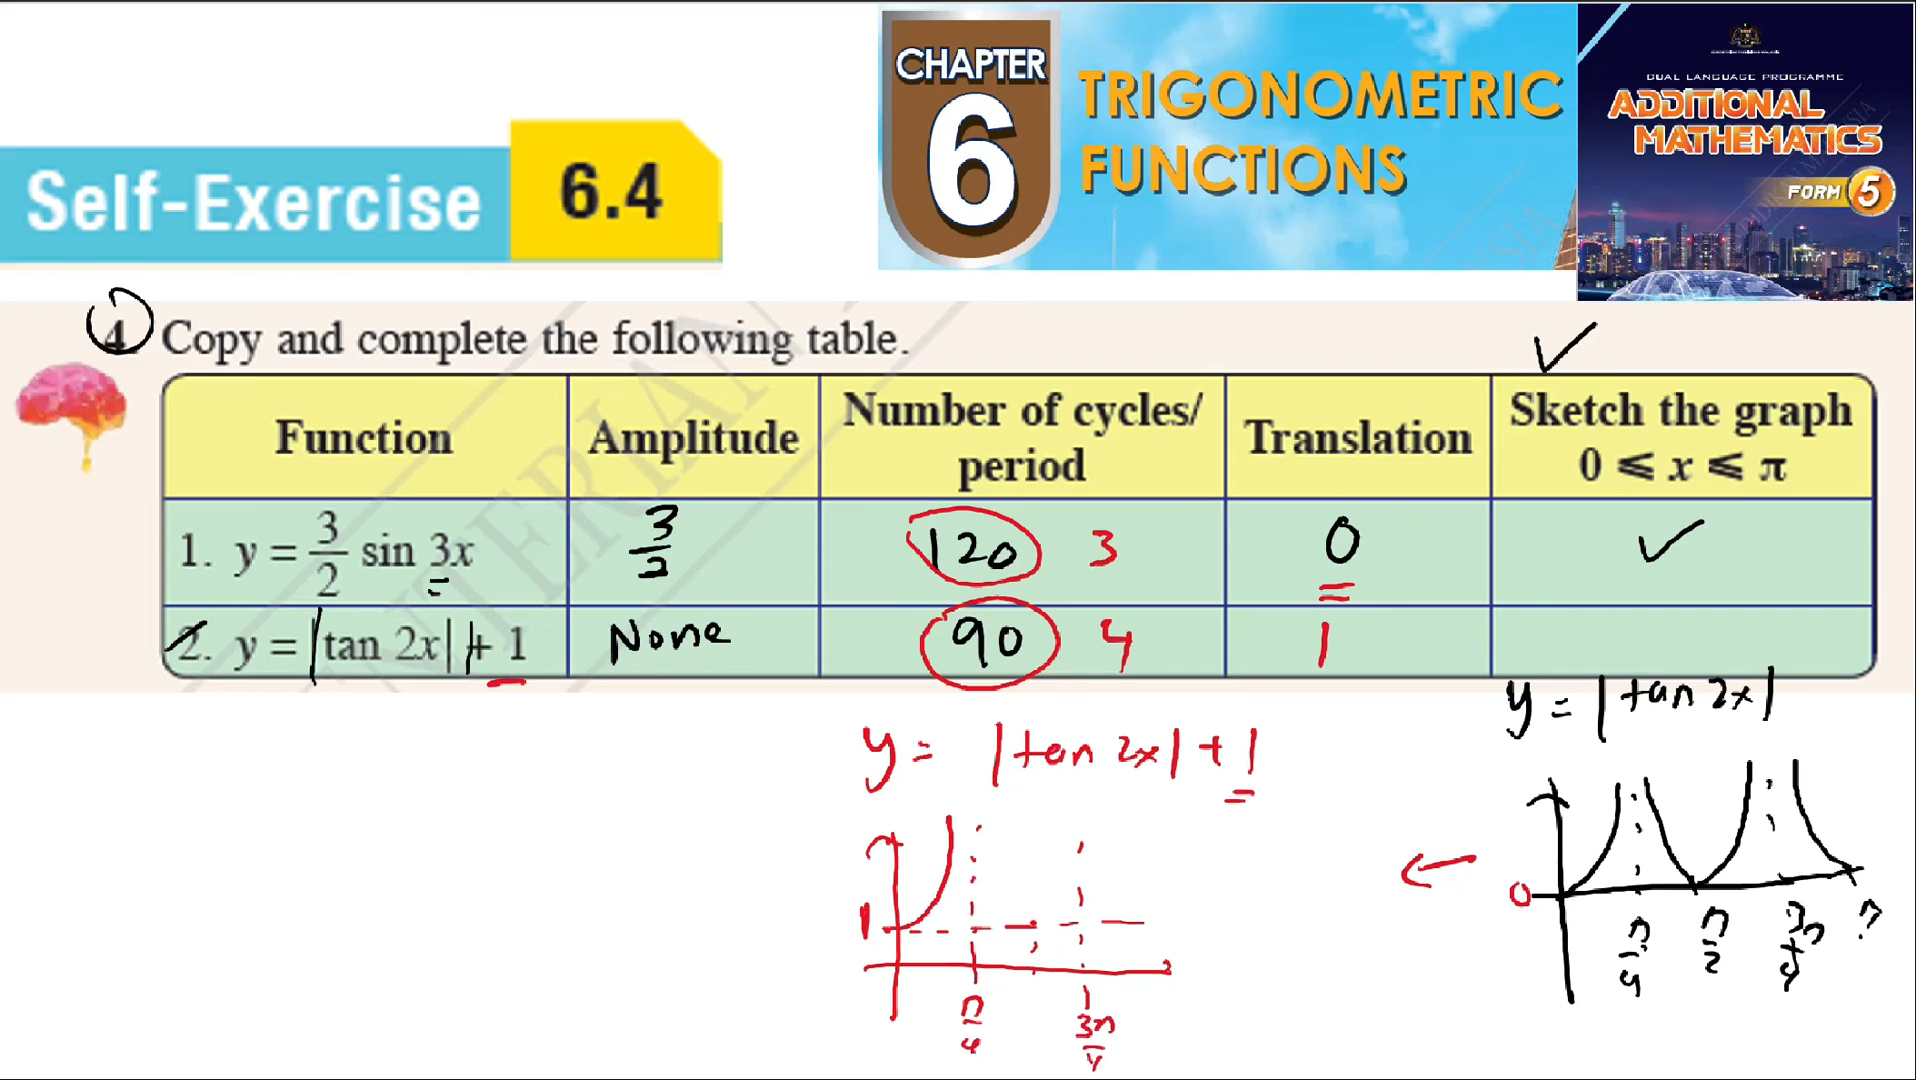 CHAPTER
6
TRIGONOMETRIC
FUNCTIONS
DUAL LANGUAGE PROGRAMME
ADDITIONAL
MATHEMATICS
FORM 5
Self-Exercise 6.4
4. Copy and complete the following table.
Function Amplitude Number of cycles/ period Translation Sketch the graph 0 ⩽ x ⩽ π
1. y = 3/2 sin 3x 3/2 120 3 0
2. y = |tan 2x| + 1 None 90 4 1
y = |tan 2x|
y = |tan 2x| + 1
0
π/4 π/2 3π/4 π
1
π/4 3π/4